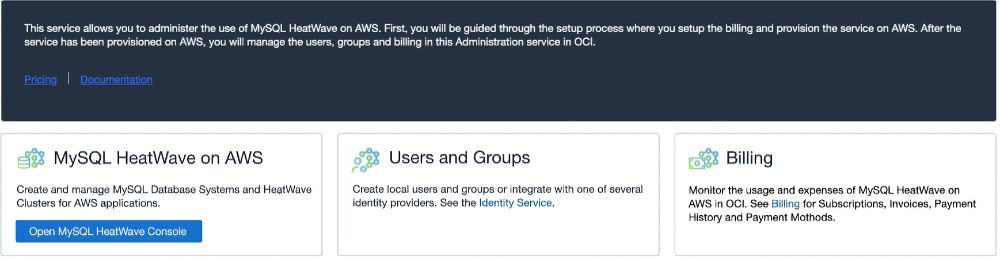 This service allows you to administer the use of MySQL HeatWave on AWS. First, you will be guided through the setup process where you setup the billing and provision the service on AWS. After the
service has been provisioned on AWS, you will manage the users, groups and billing in this Administration service in OCI.
Pricing | Documentation
MySQL HeatWave on AWS
Create and manage MySQL Database Systems and HeatWave
Clusters for AWS applications.
Open MySQL HeatWave Console
Users and Groups
Create local users and groups or integrate with one of several
identity providers. See the Identity Service.
Billing
Monitor the usage and expenses of MySQL HeatWave on
AWS in OCI. See Billing for Subscriptions, Invoices, Payment
History and Payment Mothods.